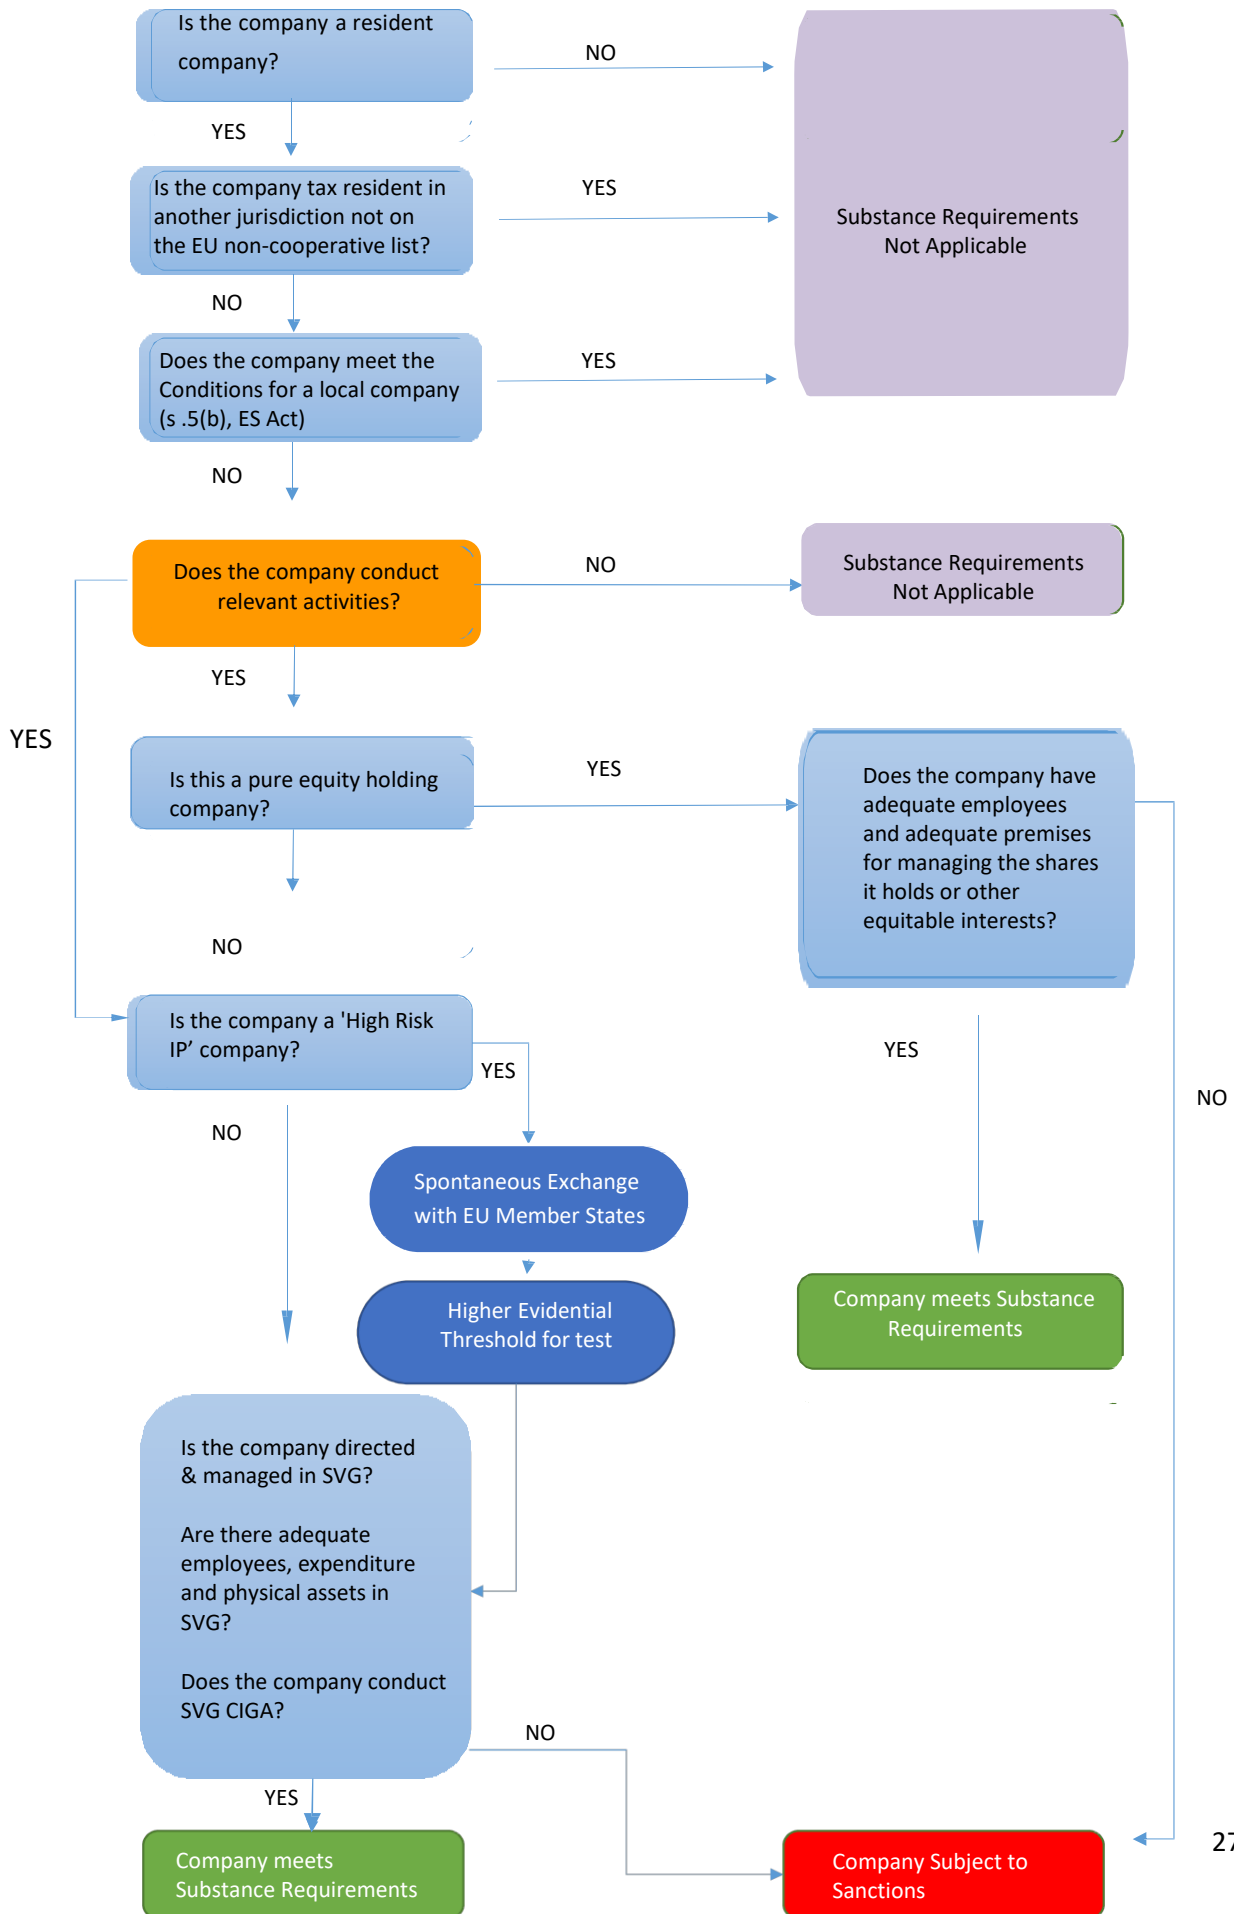 Is the company a resident
company?
NO
YES
Is the company tax resident in
another jurisdiction not on
the EU non-cooperative list?
YES
Substance Requirements
Not Applicable
NO
Does the company meet the
Conditions for a local company
(s .5(b), ES Act)
YES
NO
Does the company conduct
relevant activities?
NO
Substance Requirements
Not Applicable
YES
YES
Is this a pure equity holding
company?
YES
Does the company have
adequate employees
and adequate premises
for managing the shares
it holds or other
equitable interests?
NO
Is the company a 'High Risk
IP’ company?
YES
YES
NO
NO
Spontaneous Exchange
with EU Member States
Higher Evidential
Threshold for test
Company meets Substance
Requirements
Is the company directed
& managed in SVG?
Are there adequate
employees, expenditure
and physical assets in
SVG?
Does the company conduct
SVG CIGA?
NO
YES
Company meets
Substance Requirements
Company Subject to
Sanctions
27